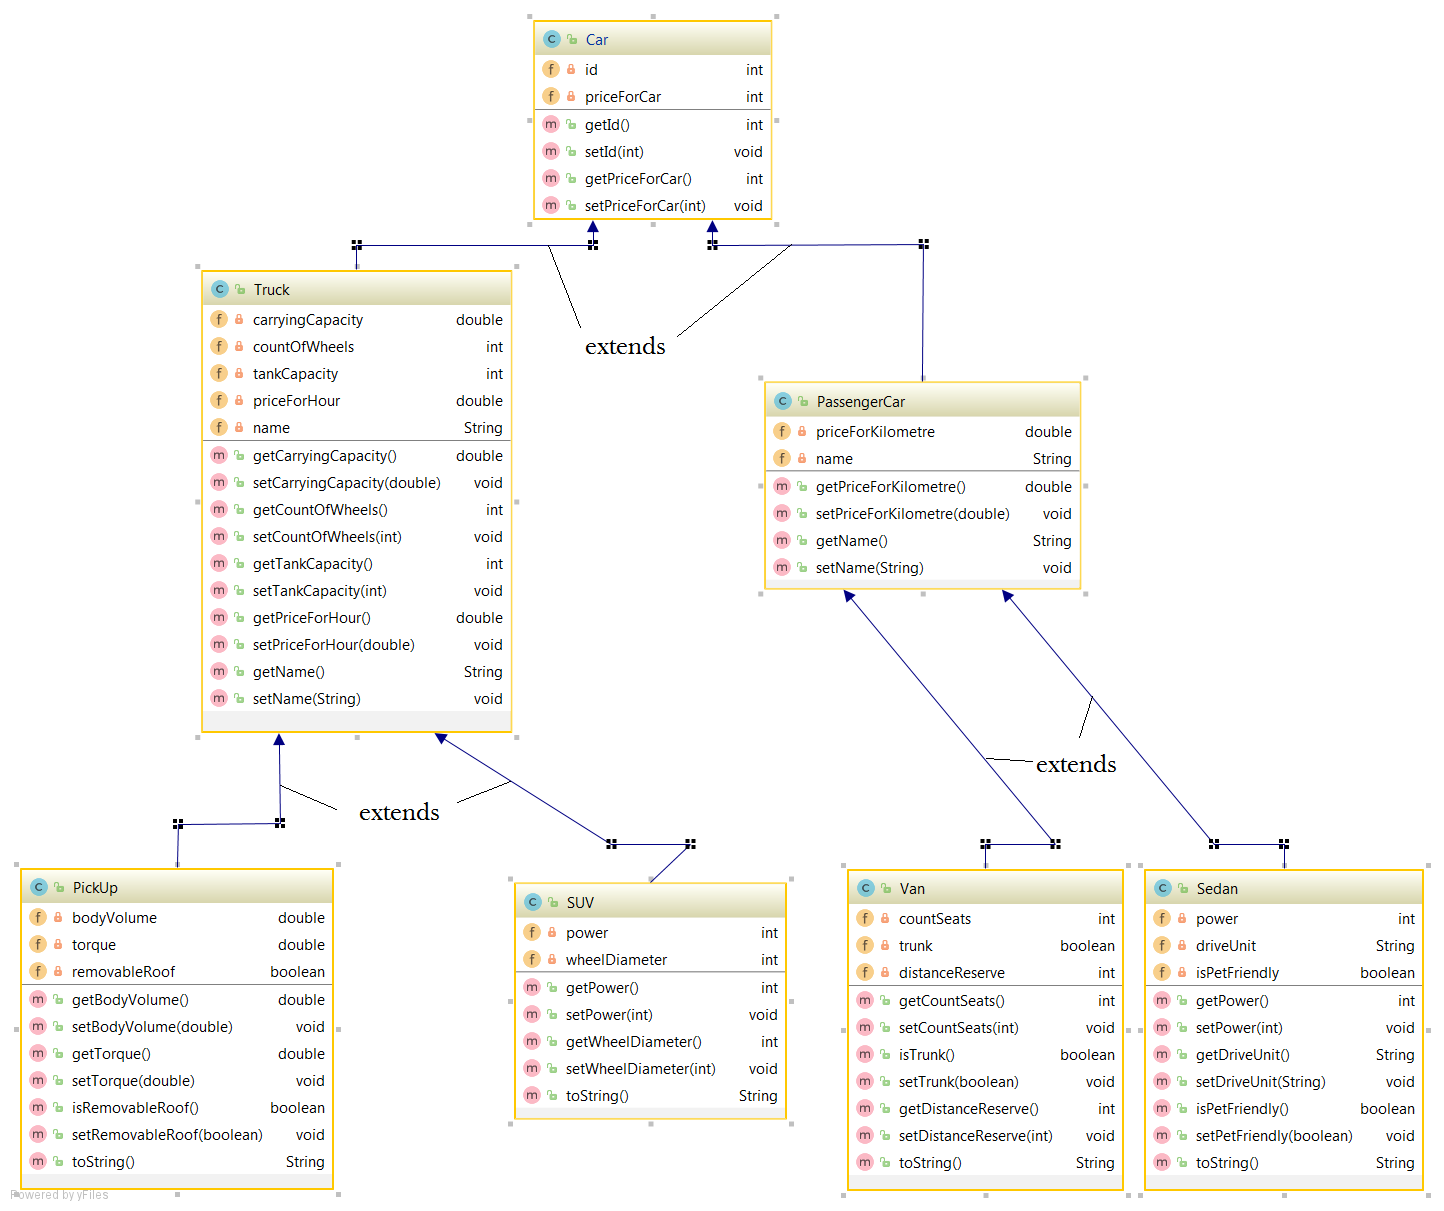 C Car
f id int
f priceForCar int
m getId() int
m setId(int) void
m getPriceForCar() int
m setPriceForCar(int) void
extends
C Truck
f carryingCapacity double
f countOfWheels int
f tankCapacity int
f priceForHour double
f name String
m getCarryingCapacity() double
m setCarryingCapacity(double) void
m getCountOfWheels() int
m setCountOfWheels(int) void
m getTankCapacity() int
m setTankCapacity(int) void
m getPriceForHour() double
m setPriceForHour(double) void
m getName() String
m setName(String) void
C PassengerCar
f priceForKilometre double
f name String
m getPriceForKilometre() double
m setPriceForKilometre(double) void
m getName() String
m setName(String) void
extends
extends
C PickUp
f bodyVolume double
f torque double
f removableRoof boolean
m getBodyVolume() double
m setBodyVolume(double) void
m getTorque() double
m setTorque(double) void
m isRemovableRoof() boolean
m setRemovableRoof(boolean) void
m toString() String
C SUV
f power int
f wheelDiameter int
m getPower() int
m setPower(int) void
m getWheelDiameter() int
m setWheelDiameter(int) void
m toString() String
C Van
f countSeats int
f trunk boolean
f distanceReserve int
m getCountSeats() int
m setCountSeats(int) void
m isTrunk() boolean
m setTrunk(boolean) void
m getDistanceReserve() int
m setDistanceReserve(int) void
m toString() String
C Sedan
f power int
f driveUnit String
f isPetFriendly boolean
m getPower() int
m setPower(int) void
m getDriveUnit() String
m setDriveUnit(String) void
m isPetFriendly() boolean
m setPetFriendly(boolean) void
m toString() String
Powered by yFiles